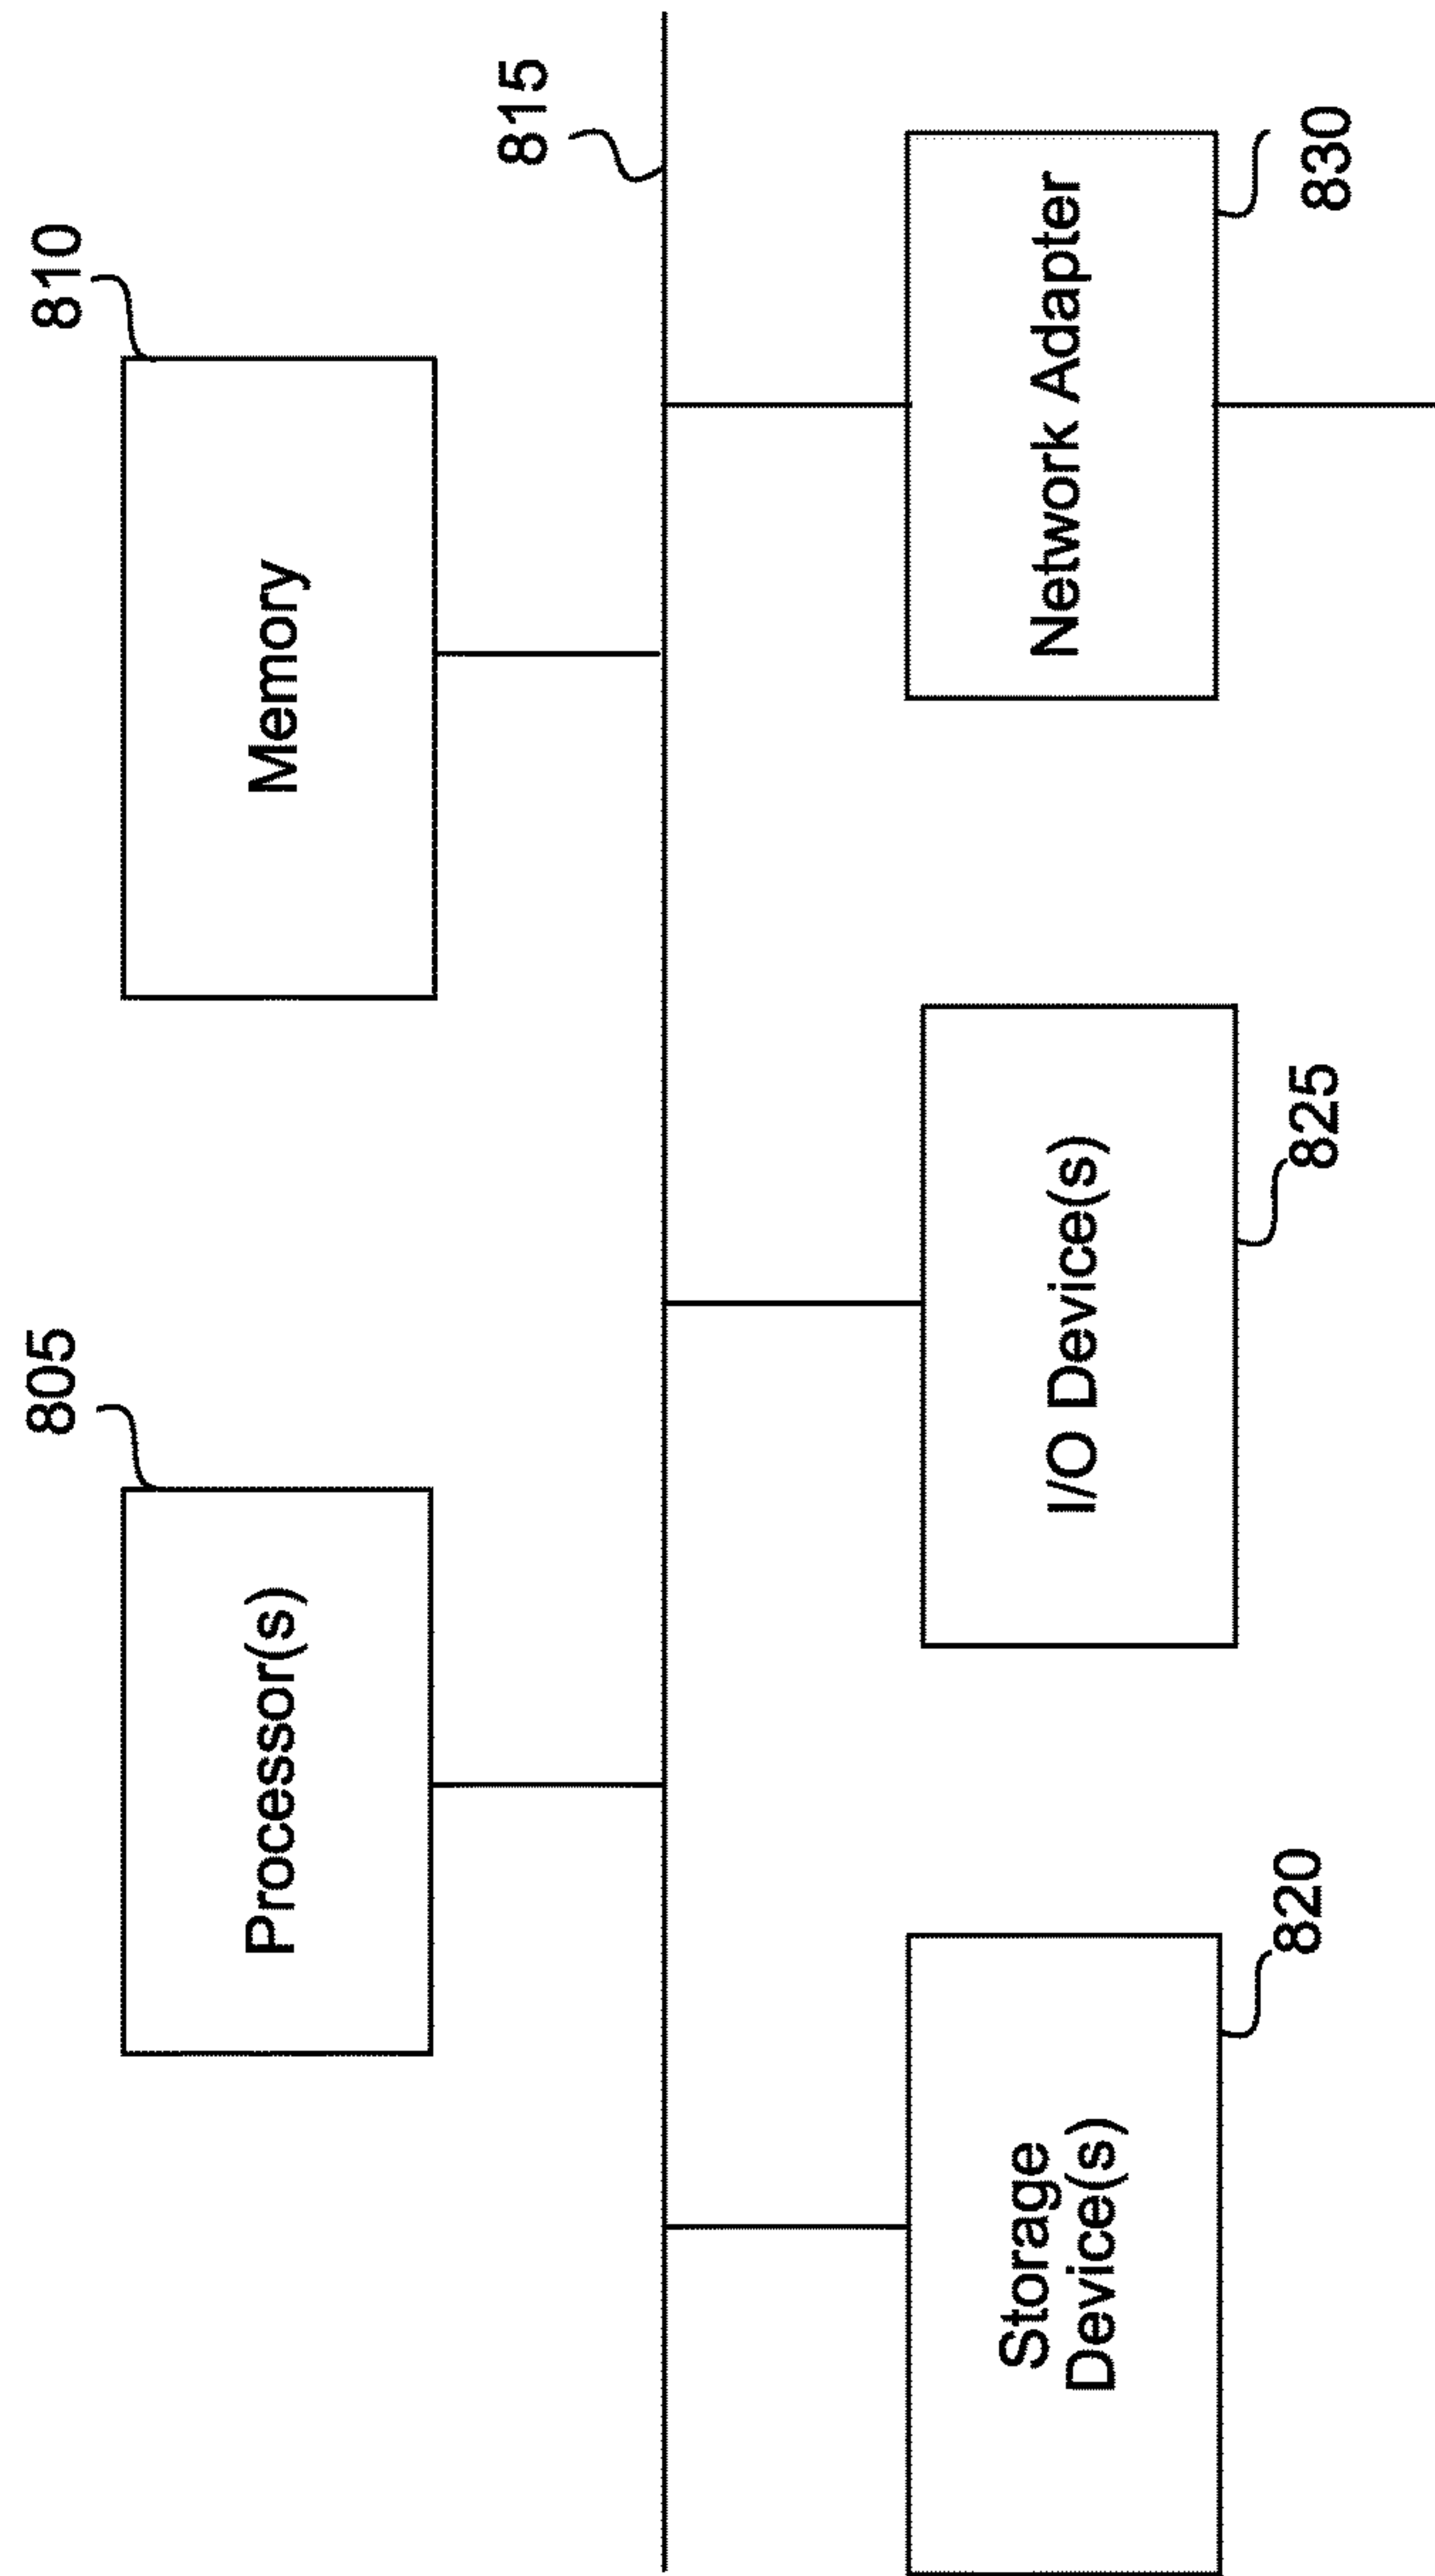 805
Processor(s)
810
Memory
815
Storage
Device(s)
820
I/O Device(s)
825
Network Adapter
830